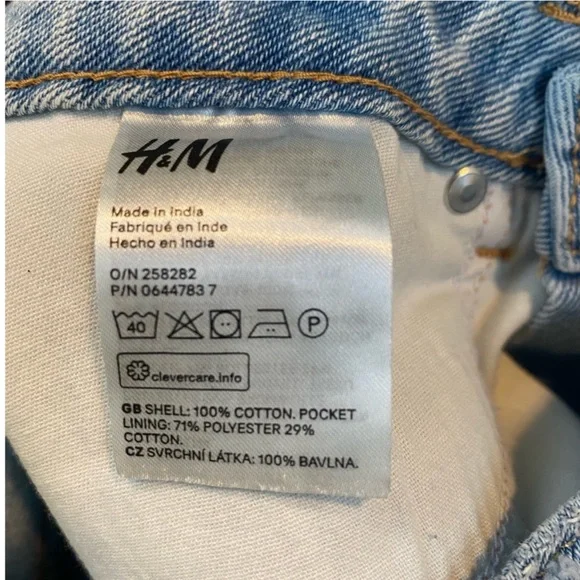 H&M
Made in India
Fabriqué en Inde
Hecho en India
O/N 258282
P/N 0644783 7
40 P
clevercare.info
GB SHELL: 100% COTTON. POCKET
LINING: 71% POLYESTER 29%
COTTON.
CZ SVRCHNÍ LÁTKA: 100% BAVLNA.